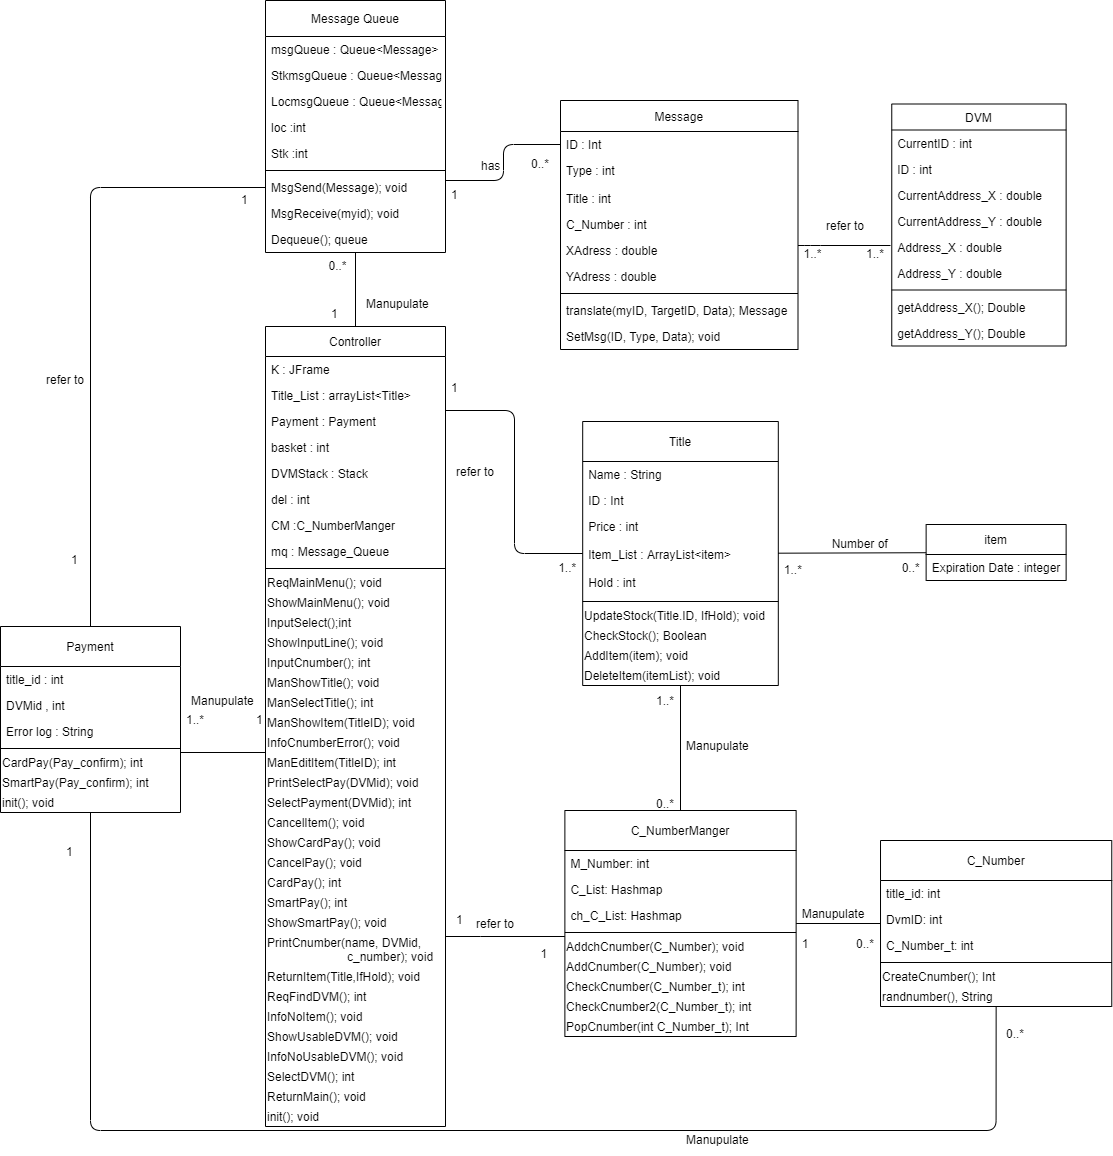 Message Queue
msgQueue : Queue<Message>
StkmsgQueue : Queue<Messag
LocmsgQueue : Queue<Messag
loc :int
Stk :int
MsgSend(Message); void
MsgReceive(myid); void
Dequeue(); queue
1
1
has
0..*
Message
ID : Int
Type : int
Title : int
C_Number : int
XAdress : double
YAdress : double
translate(myID, TargetID, Data); Message
SetMsg(ID, Type, Data); void
refer to
1..*
1..*
DVM
CurrentID : int
ID : int
CurrentAddress_X : double
CurrentAddress_Y : double
Address_X : double
Address_Y : double
getAddress_X(); Double
getAddress_Y(); Double
0..*
Manupulate
1
refer to
1
Controller
K : JFrame
Title_List : arrayList<Title>
Payment : Payment
basket : int
DVMStack : Stack
del : int
CM :C_NumberManger
mq : Message_Queue
ReqMainMenu(); void
ShowMainMenu(); void
InputSelect();int
ShowInputLine(); void
InputCnumber(); int
ManShowTitle(); void
ManSelectTitle(); int
ManShowItem(TitleID); void
InfoCnumberError(); void
ManEditItem(TitleID); int
PrintSelectPay(DVMid); void
SelectPayment(DVMid); int
CancelItem(); void
ShowCardPay(); void
CancelPay(); void
CardPay(); int
SmartPay(); int
ShowSmartPay(); void
PrintCnumber(name, DVMid,
c_number); void
ReturnItem(Title,IfHold); void
ReqFindDVM(); int
InfoNoItem(); void
ShowUsableDVM(); void
InfoNoUsableDVM(); void
SelectDVM(); int
ReturnMain(); void
init(); void
1
refer to
1..*
Title
Name : String
ID : Int
Price : int
Item_List : ArrayList<item>
Hold : int
UpdateStock(Title.ID, IfHold); void
CheckStock(); Boolean
AddItem(item); void
DeleteItem(itemList); void
Number of
1..*
0..*
item
Expiration Date : integer
Payment
title_id : int
DVMid , int
Error log : String
CardPay(Pay_confirm); int
SmartPay(Pay_confirm); int
init(); void
Manupulate
1..*
1
1
1..*
Manupulate
0..*
C_NumberManger
M_Number: int
C_List: Hashmap
ch_C_List: Hashmap
AddchCnumber(C_Number); void
AddCnumber(C_Number); void
CheckCnumber(C_Number_t); int
CheckCnumber2(C_Number_t); int
PopCnumber(int C_Number_t); Int
1
refer to
1
Manupulate
1
0..*
C_Number
title_id: int
DvmID: int
C_Number_t: int
CreateCnumber(); Int
randnumber(), String
0..*
Manupulate